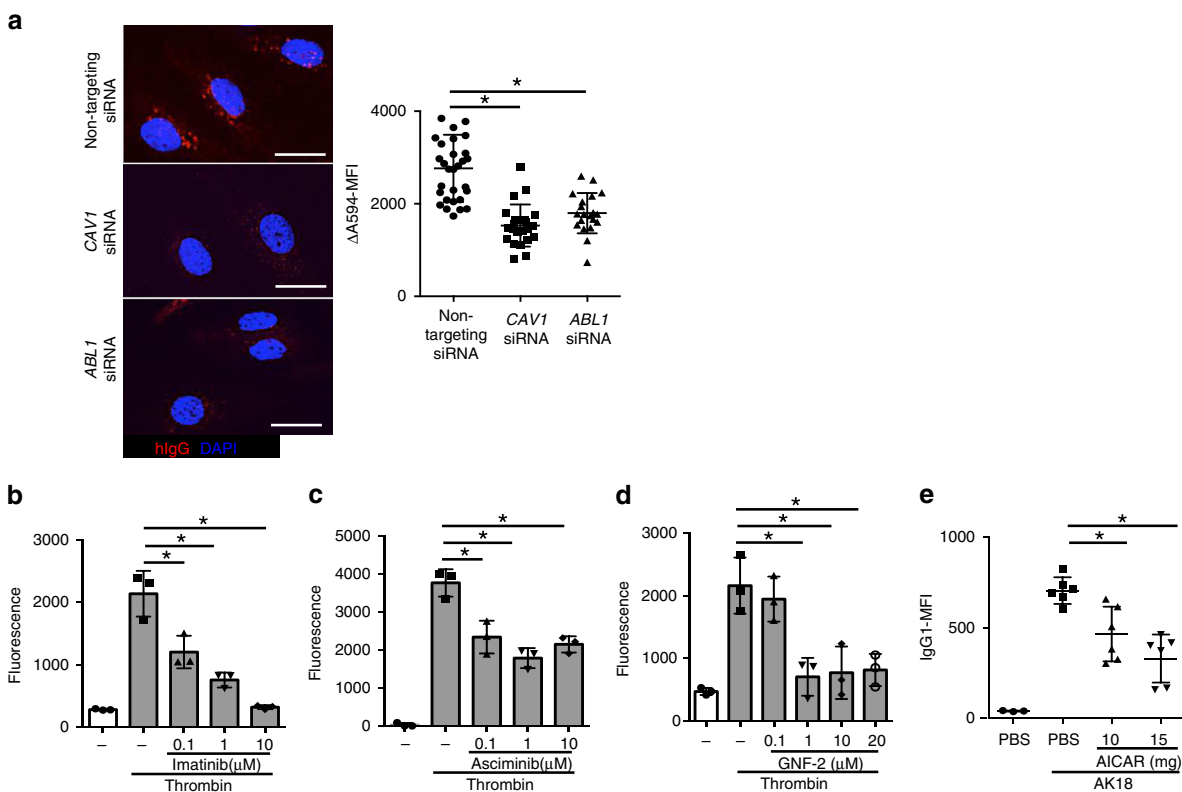 a
Non-targeting
siRNA
CAV1
siRNA
ABL1
siRNA
hIgG DAPI
ΔA594-MFI
4000
2000
0
* *
Non-
targeting
siRNA
CAV1
siRNA
ABL1
siRNA
b
Fluorescence
3000
2000
1000
0
*
*
*
– – 0.1 1 10
Imatinib(μM)
Thrombin
c
Fluorescence
5000
4000
3000
2000
1000
0
*
*
*
– – 0.1 1 10
Asciminib(μM)
Thrombin
d
Fluorescence
3000
2000
1000
0
*
*
*
– – 0.1 1 10 20
GNF-2 (μM)
Thrombin
e
IgG1-MFI
1000
500
0
*
*
PBS PBS 10 15
AICAR (mg)
AK18